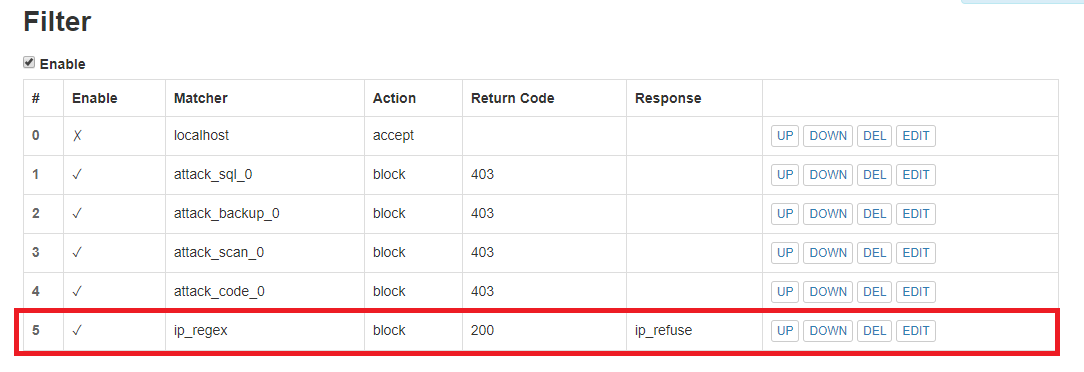 Filter
Enable
# Enable Matcher Action Return Code Response
0 ✗ localhost accept UP DOWN DEL EDIT
1 ✓ attack_sql_0 block 403 UP DOWN DEL EDIT
2 ✓ attack_backup_0 block 403 UP DOWN DEL EDIT
3 ✓ attack_scan_0 block 403 UP DOWN DEL EDIT
4 ✓ attack_code_0 block 403 UP DOWN DEL EDIT
5 ✓ ip_regex block 200 ip_refuse UP DOWN DEL EDIT